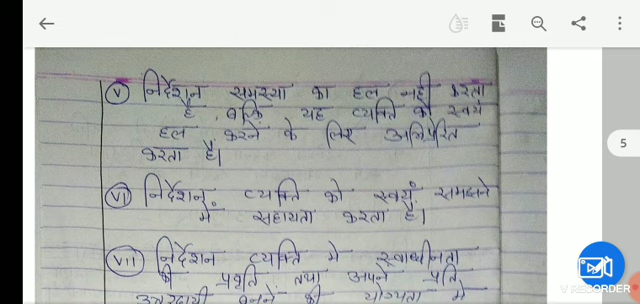 (v) निर्देशन समस्या का हल नही करता
है, बल्कि यह व्यक्ति को स्वयं
हल करने के लिए अभिप्रेरित
करता है।
(vi) निर्देशन व्यक्ति को स्वयं समझने
में सहायता करता है।
(vii) निर्देशन व्यक्ति मे स्वाधीनता
की प्रवृति तथा अपने प्रति
उत्तरदायी बनने की योग्यता मे
5
V RECORDER